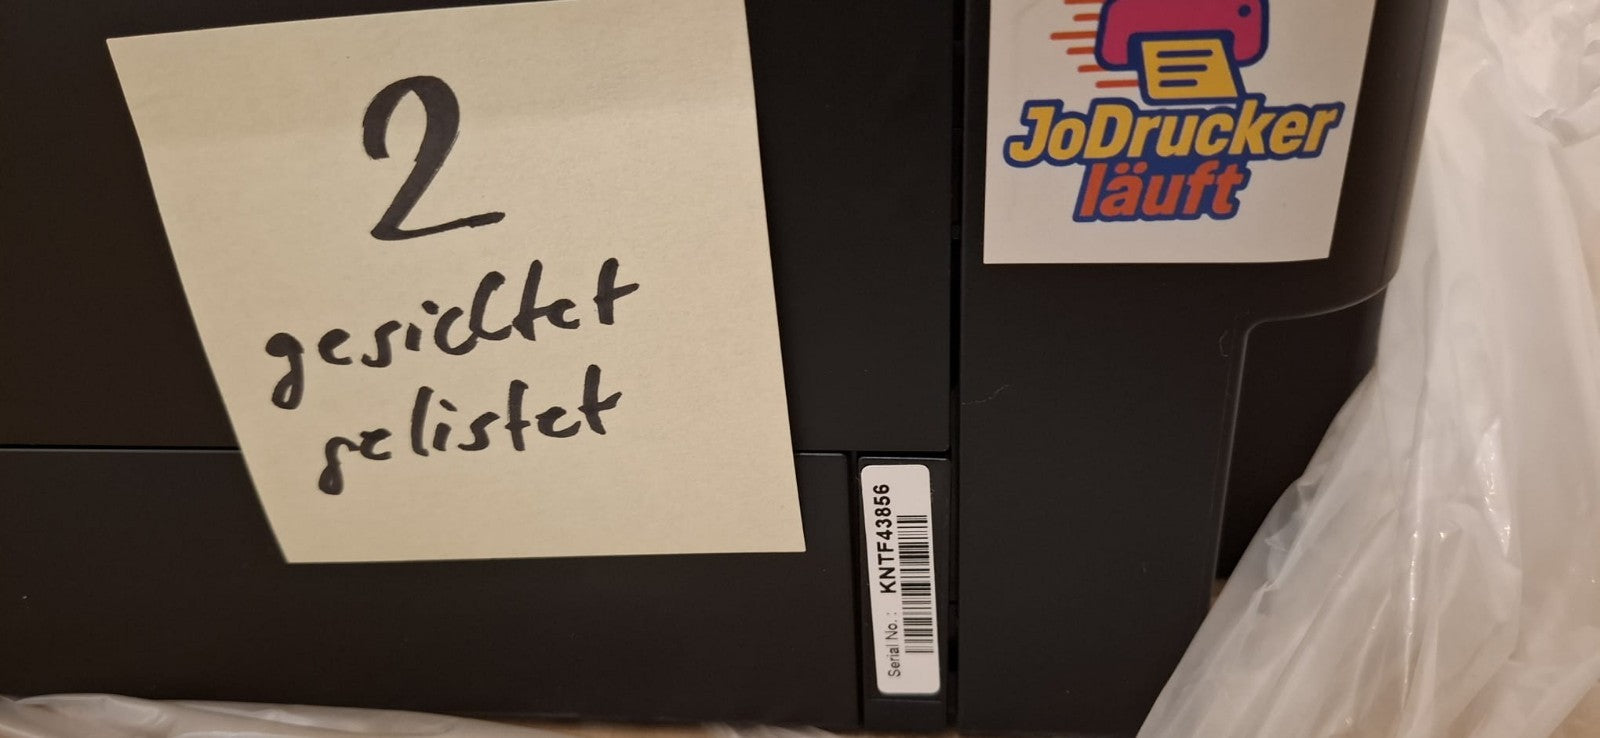 2
gesichtet
gelistet
JoDrucker
läuft
Serial No. : KNTF43856